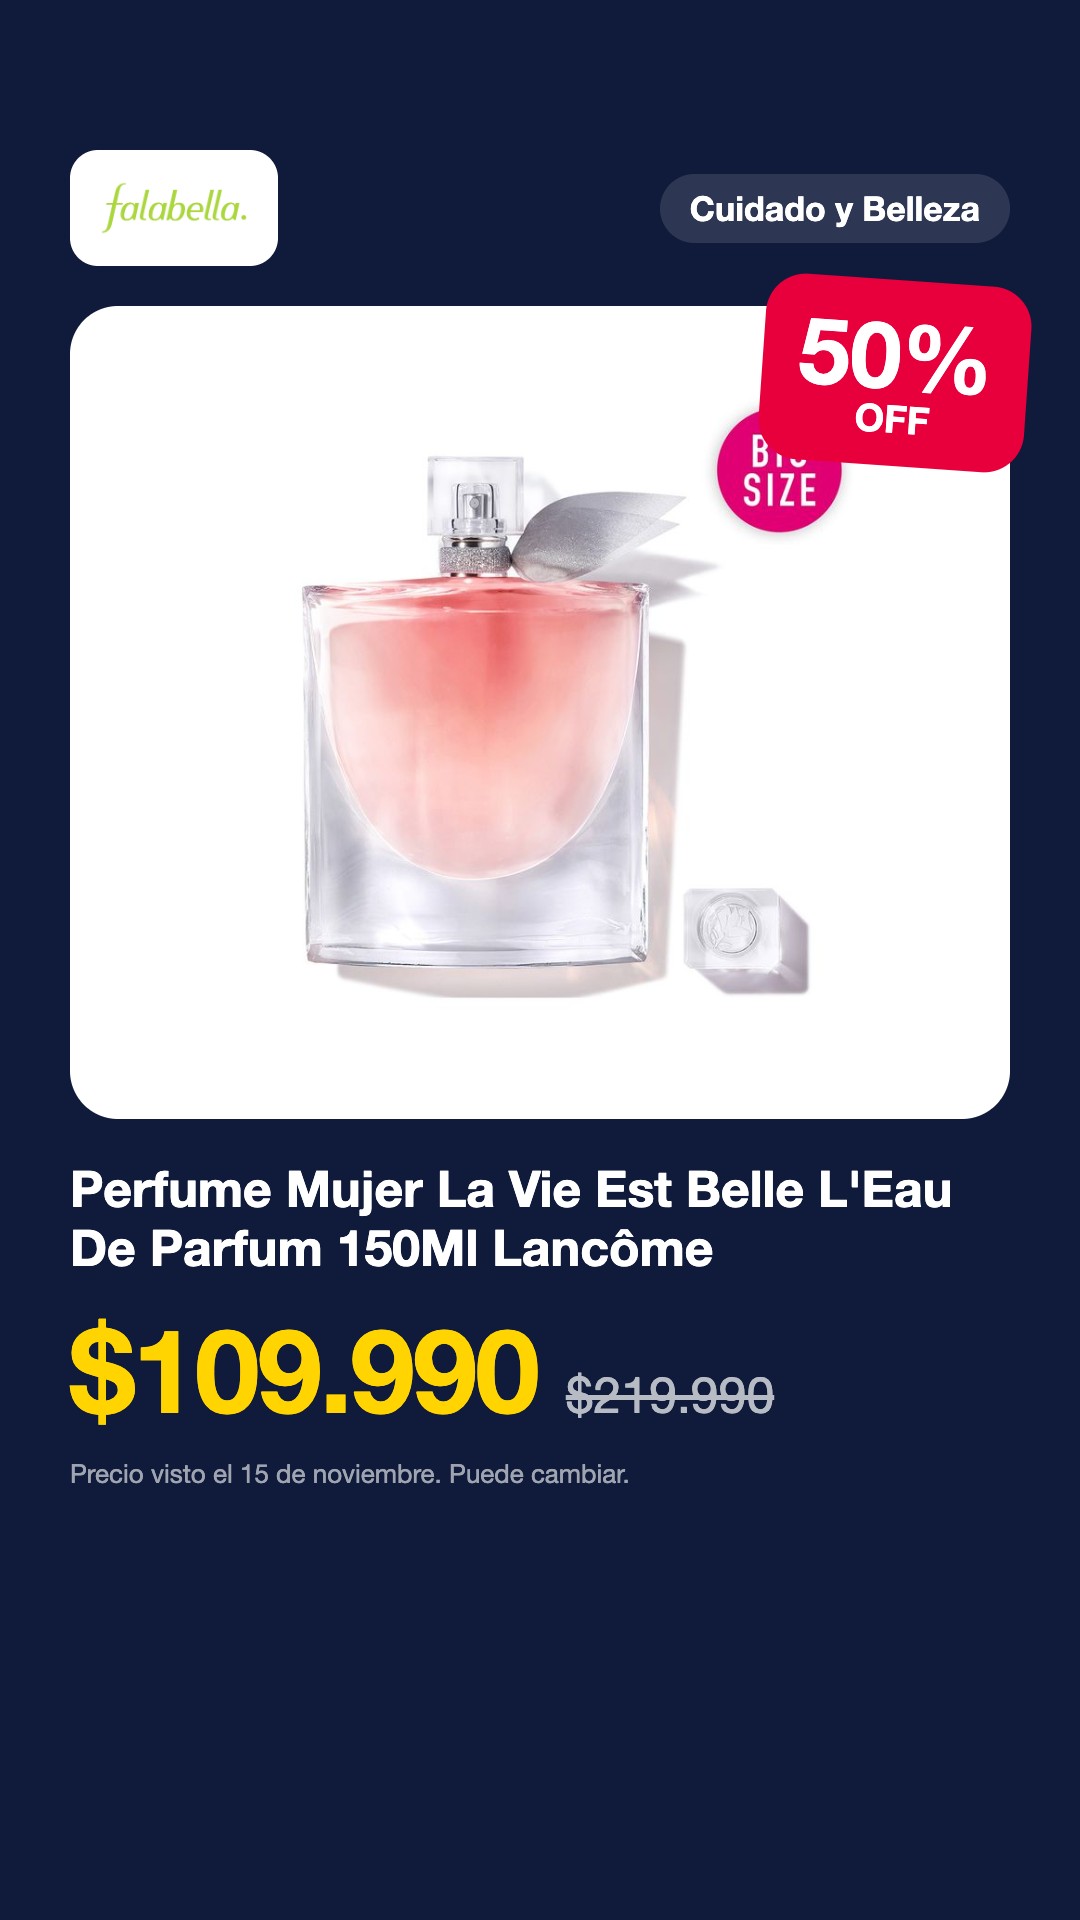 falabella.
Cuidado y Belleza
50%
OFF
SIZE
Perfume Mujer La Vie Est Belle L'Eau
De Parfum 150Ml Lancôme
$109.990 $219.990
Precio visto el 15 de noviembre. Puede cambiar.